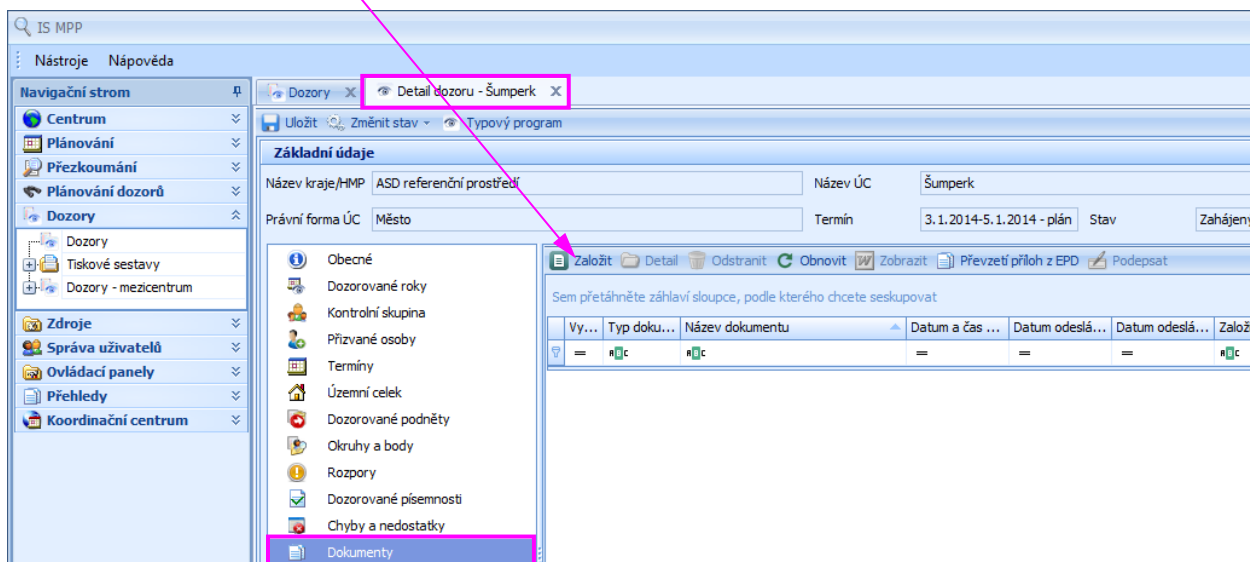 IS MPP
Nástroje Nápověda
Navigační strom
Dozory Detail dozoru - Šumperk
Centrum
Uložit Změnit stav Typový program
Plánování
Základní údaje
Přezkoumání
Název kraje/HMP ASD referenční prostředí Název ÚC Šumperk
Plánování dozorů
Dozory
Právní forma ÚC Město Termín 3.1.2014-5.1.2014 - plán Stav Zahájený
Dozory
Tiskové sestavy
Dozory - mezicentrum
Obecné
Založit Detail Odstranit Obnovit Zobrazit Převzetí příloh z EPD Podepsat
Dozorované roky
Sem přetáhněte záhlaví sloupce, podle kterého chcete seskupovat
Kontrolní skupina
Zdroje
Vy... Typ doku... Název dokumentu Datum a čas ... Datum odeslá... Datum odeslá... Založ
Správa uživatelů
Přizvané osoby
= ABC ABC = = = ABC
Ovládací panely
Termíny
Přehledy
Územní celek
Koordinační centrum
Dozorované podněty
Okruhy a body
Rozpory
Dozorované písemnosti
Chyby a nedostatky
Dokumenty